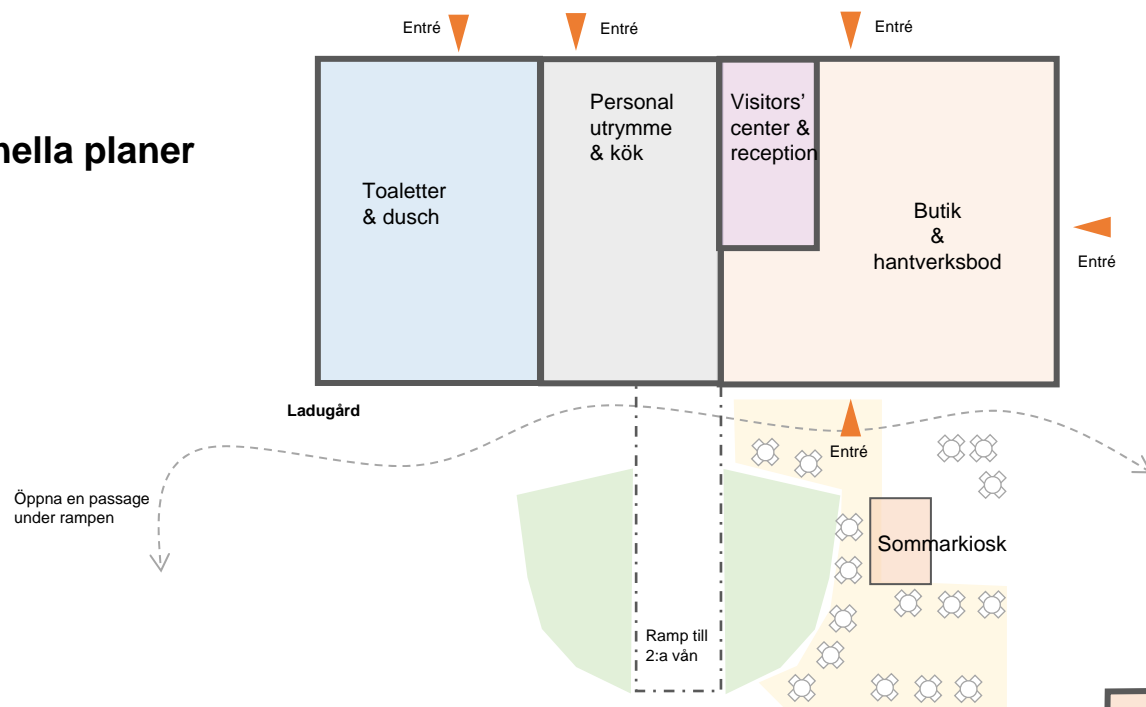 Entré
Entré
Entré
nella planer
Personal
utrymme
& kök
Visitors'
center &
reception
Toaletter
& dusch
Butik
&
hantverksbod
Entré
Ladugård
Entré
Öppna en passage
under rampen
Sommarkiosk
Ramp till
2:a vån